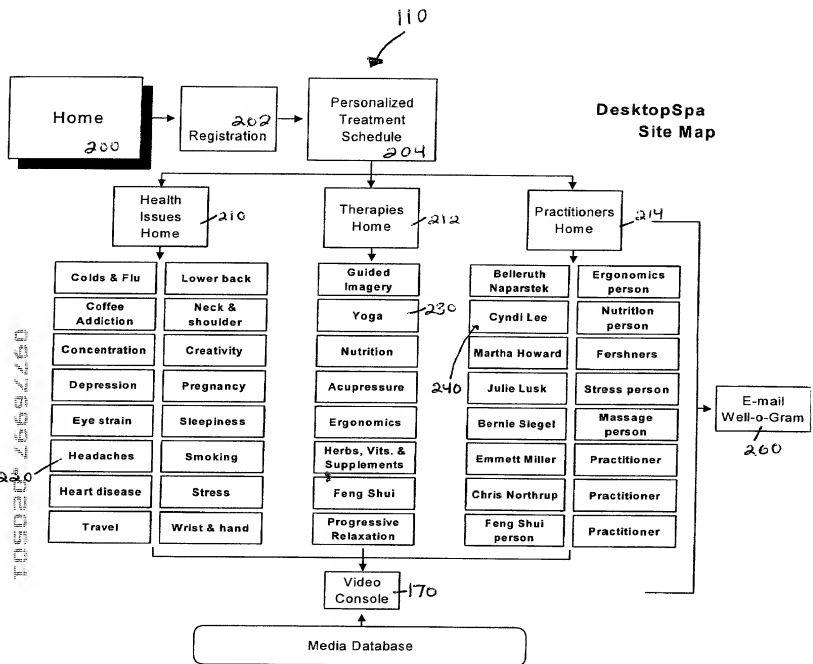 110
Home
200
202
Registration
Personalized
Treatment
Schedule
204
DesktopSpa
Site Map
Health
Issues
Home
210
Therapies
Home
212
Practitioners
Home
214
Colds & Flu
Coffee
Addiction
Concentration
Depression
Eye strain
220
Headaches
Heart disease
Travel
Lower back
Neck &
shoulder
Creativity
Pregnancy
Sleepiness
Smoking
Stress
Wrist & hand
Guided
Imagery
Yoga
230
Nutrition
Acupressure
Ergonomics
Herbs, Vits. &
Supplements
Feng Shui
Progressive
Relaxation
Belleruth
Naparstek
Cyndi Lee
240
Martha Howard
Julie Lusk
Bernie Siegel
Emmett Miller
Chris Northrup
Feng Shui
person
Ergonomics
person
Nutrition
person
Fershners
Stress person
Massage
person
Practitioner
Practitioner
Practitioner
E-mail
Well-o-Gram
260
Video
Console
170
Media Database